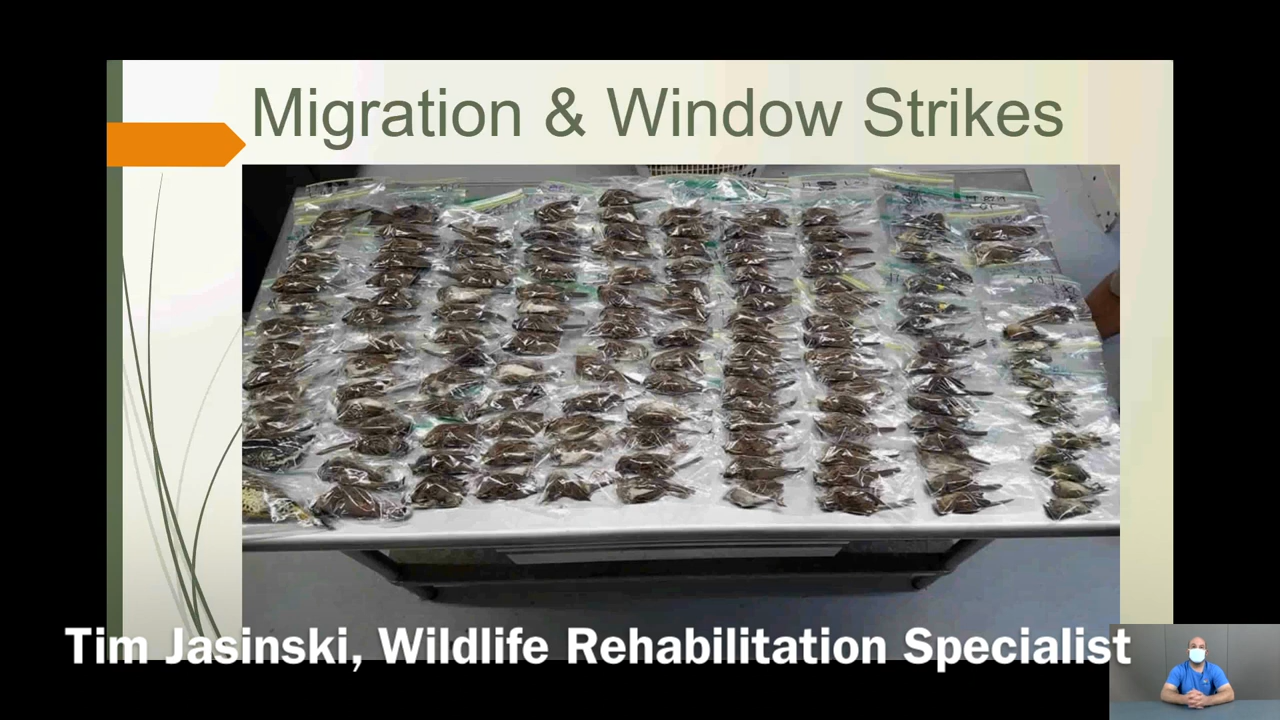 Migration & Window Strikes
Tim Jasinski, Wildlife Rehabilitation Specialist